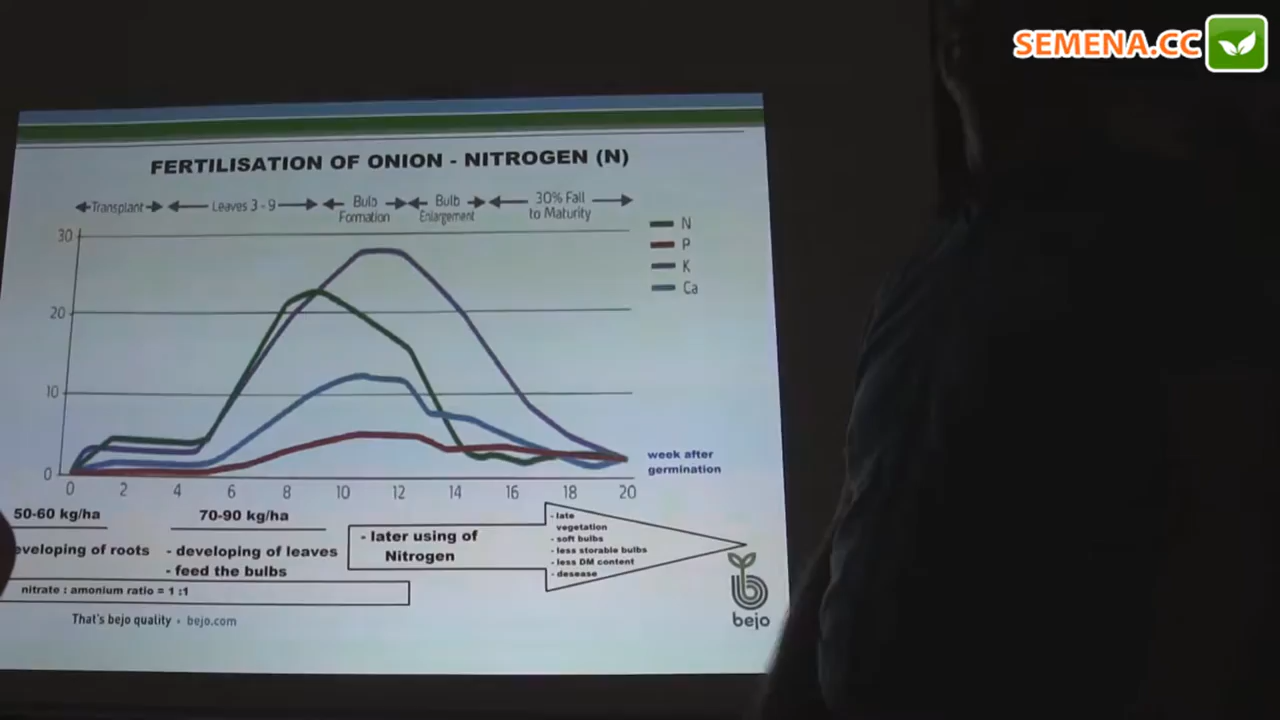 SEMENA.CC
FERTILISATION OF ONION - NITROGEN (N)
Transplant
Leaves 3 - 9
Bulb
Formation
Bulb
Enlargement
30% Fall
to Maturity
N
P
K
Ca
30
20
10
0
0 2 4 6 8 10 12 14 16 18 20
week after
germination
50-60 kg/ha
70-90 kg/ha
eveloping of roots
- developing of leaves
- feed the bulbs
- later using of
Nitrogen
- late
vegetation
- soft bulbs
- less storable bulbs
- less DM content
- desease
nitrate : amonium ratio = 1 :1
That's bejo quality • bejo.com
bejo